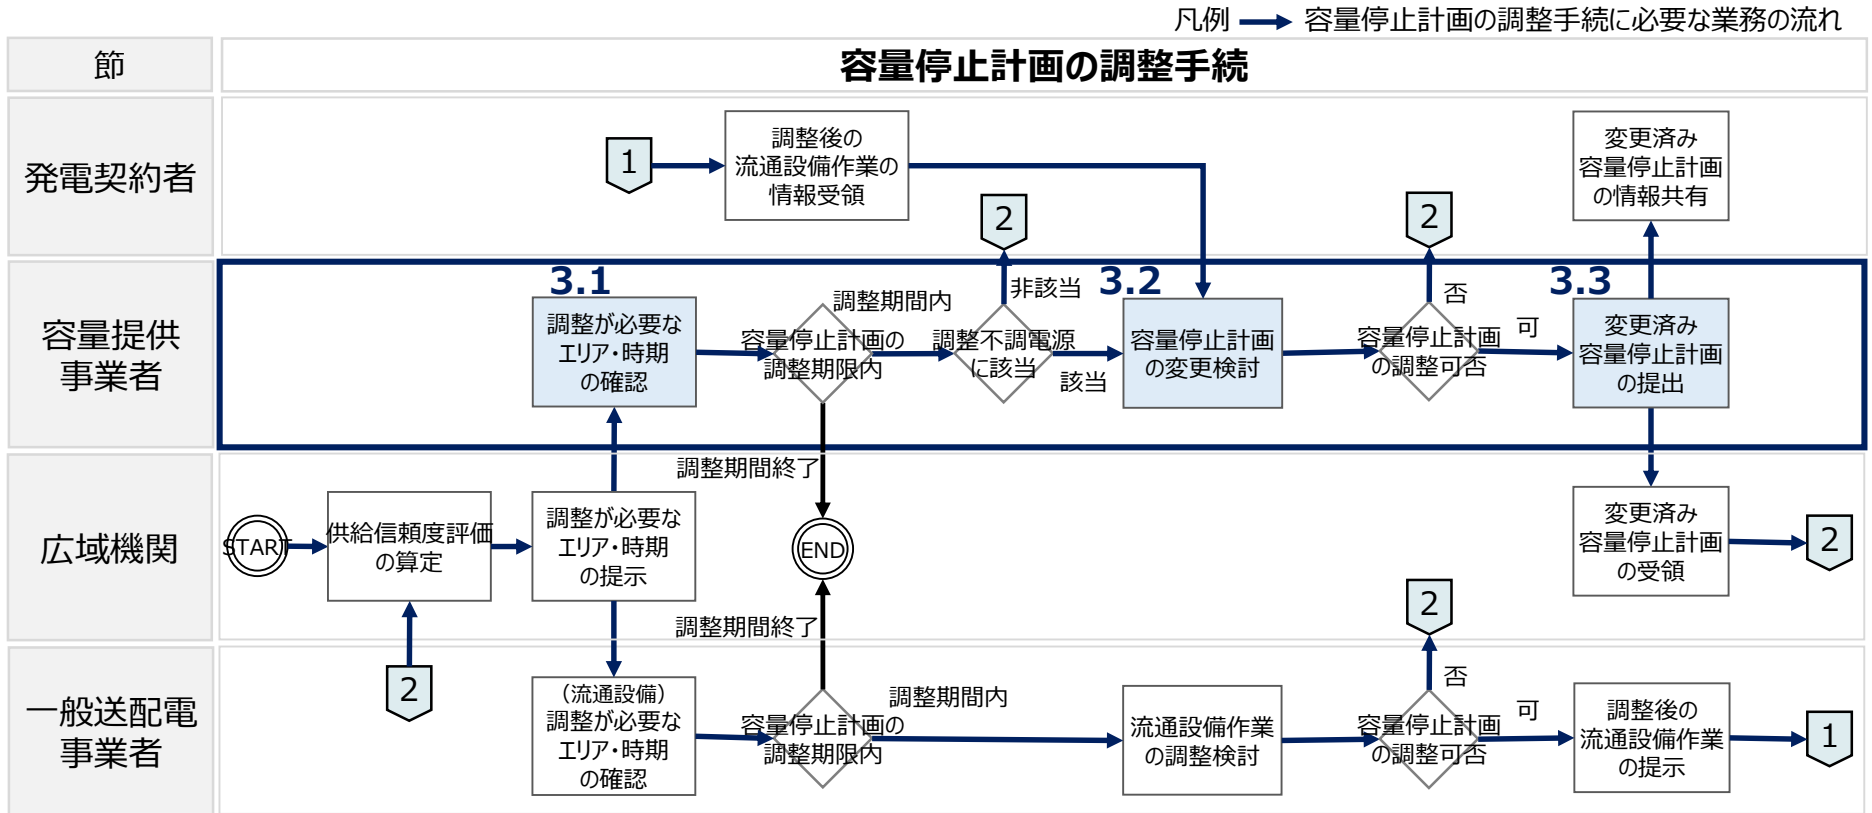 凡例
容量停止計画の調整手続に必要な業務の流れ
節
容量停止計画の調整手続
発電契約者
1
調整後の
流通設備作業の
情報受領
2
2
変更済み
容量停止計画
の情報共有
容量提供
事業者
3.1
調整が必要な
エリア・時期
の確認
調整期間内
容量停止計画の
調整期限内
非該当
調整不調電源
に該当
該当
3.2
容量停止計画
の変更検討
否
容量停止計画
の調整可否
可
3.3
変更済み
容量停止計画
の提出
広域機関
START
供給信頼度評価
の算定
調整が必要な
エリア・時期
の提示
調整期間終了
END
調整期間終了
変更済み
容量停止計画
の受領
2
2
一般送配電
事業者
2
（流通設備）
調整が必要な
エリア・時期
の確認
容量停止計画の
調整期限内
調整期間内
流通設備作業
の調整検討
否
容量停止計画
の調整可否
可
調整後の
流通設備作業
の提示
1